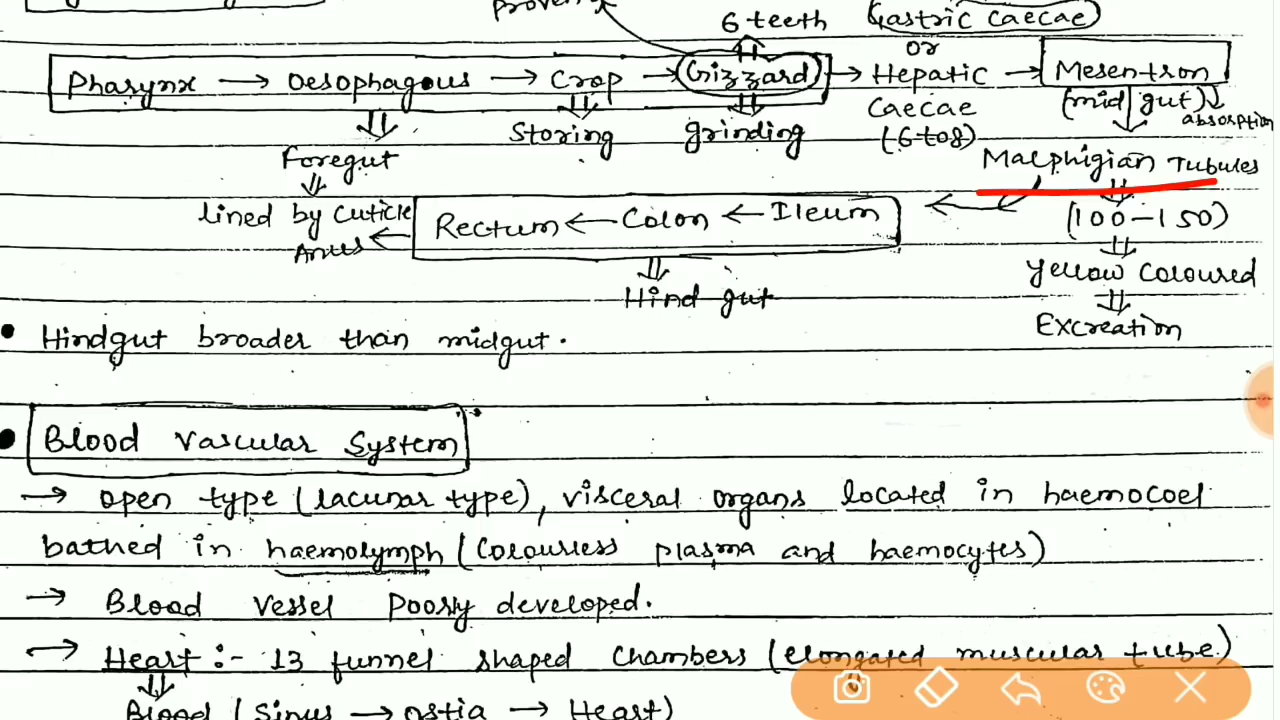 6 teeth
Gastric Caecae
or
Pharynx → Oesophagous → Crop → Gizzard → Hepatic Caecae (6 to 8) → Mesentron (mid gut)
absorption
Storing
grinding
Foregut
lined by Cuticle
Malphigian Tubules
(100-150)
Yellow Coloured
Excreation
Anus ← Rectum ← Colon ← Ileum
Hind gut
• Hindgut broader than midgut.
• Blood Vascular System
→ open type (lacunar type), visceral organs located in haemocoel
bathed in haemolymph (Colourless plasma and haemocytes)
→ Blood Vessel Poorly developed.
→ Heart :- 13 funnel shaped chambers (elongated muscular tube)
Blood (Sinus → ostia → Heart)